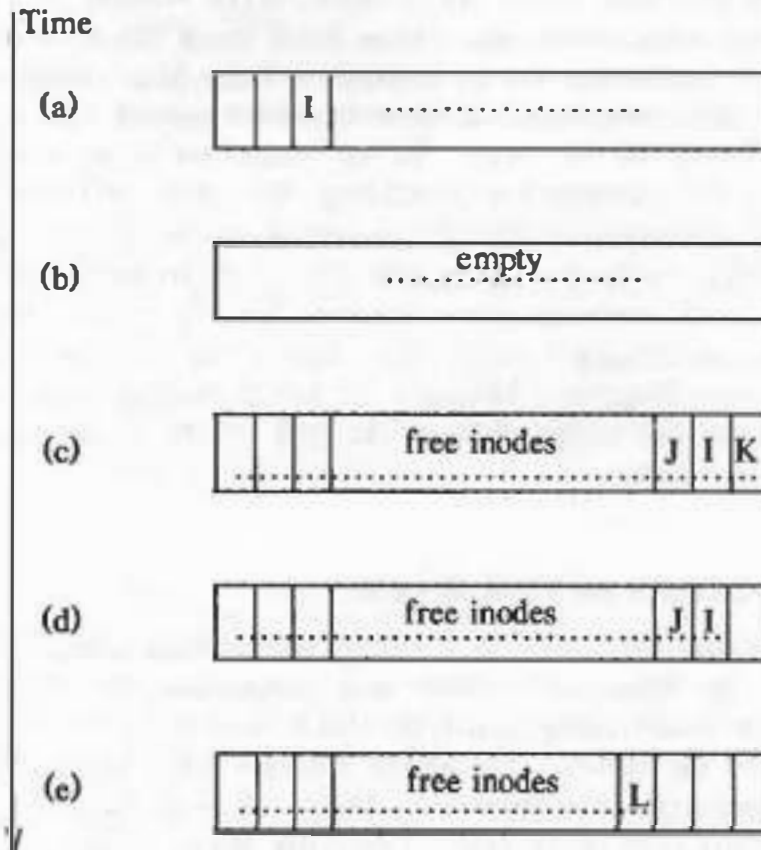 Time
(a) I
(b) empty
(c) free inodes J I K
(d) free inodes J I
(e) free inodes L